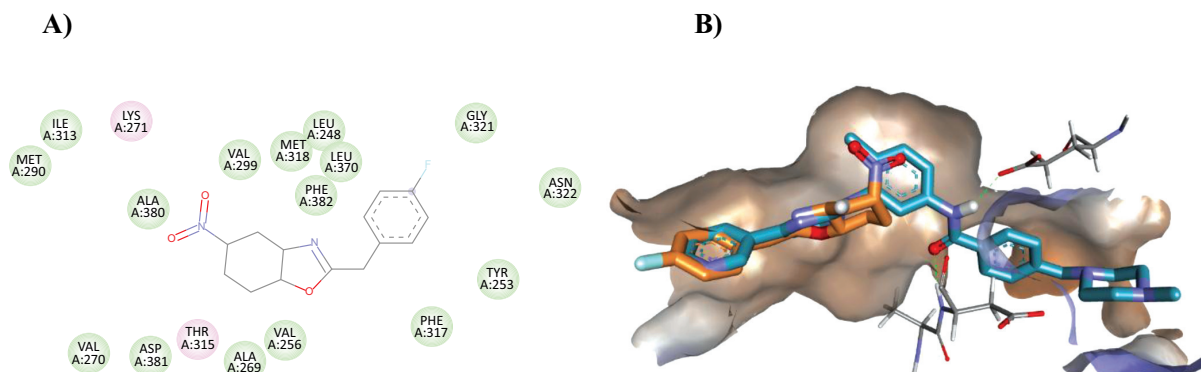 A)
B)
ILE
A:313
LYS
A:271
MET
A:290
VAL
A:299
MET
A:318
LEU
A:248
LEU
A:370
PHE
A:382
GLY
A:321
ASN
A:322
ALA
A:380
F
O
N
O
N
O
TYR
A:253
PHE
A:317
VAL
A:270
ASP
A:381
THR
A:315
ALA
A:269
VAL
A:256